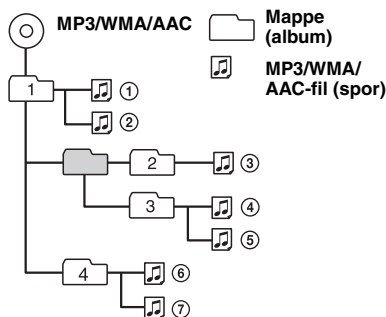 MP3/WMA/AAC
Mappe
(album)
MP3/WMA/
AAC-fil (spor)
1
①
②
2
③
3
④
⑤
4
⑥
⑦